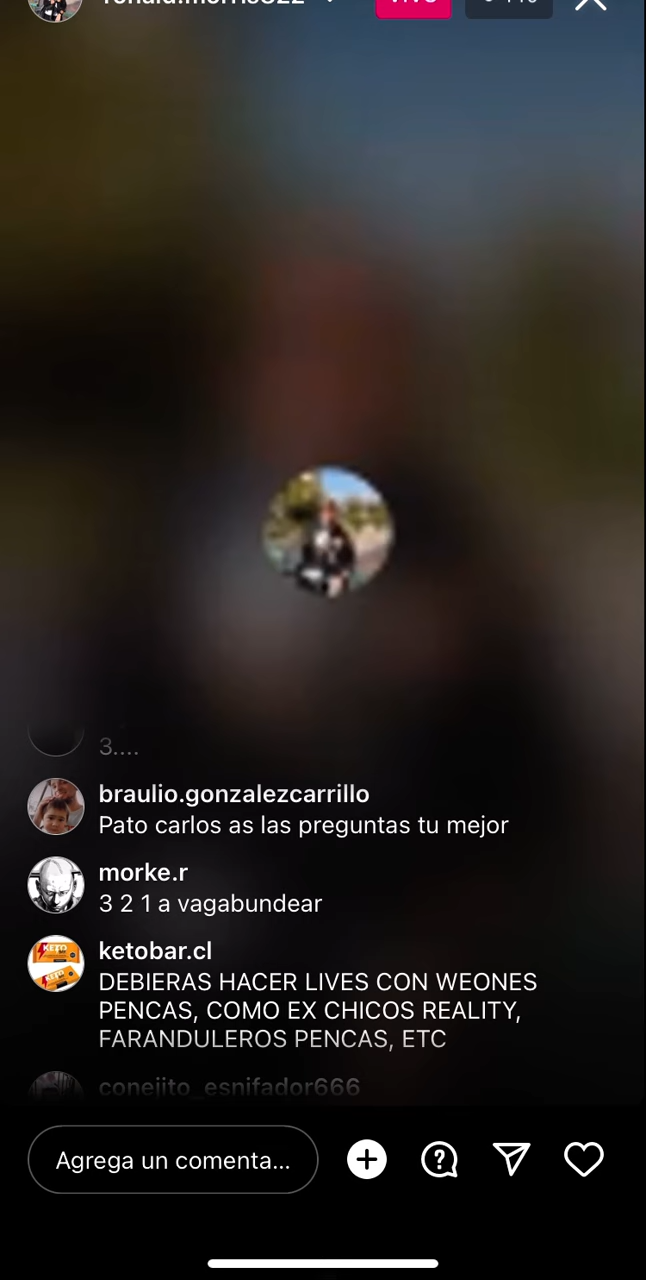 VIVO
3....
braulio.gonzalezcarrillo
Pato carlos as las preguntas tu mejor
morke.r
3 2 1 a vagabundear
ketobar.cl
DEBIERAS HACER LIVES CON WEONES
PENCAS, COMO EX CHICOS REALITY,
FARANDULEROS PENCAS, ETC
conejito_esnifador666
Agrega un comenta...